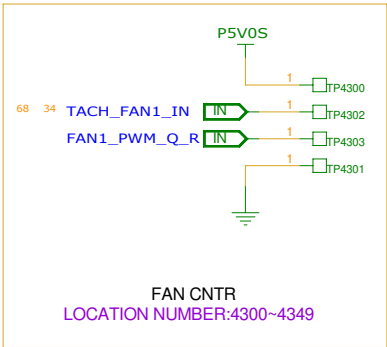 P5V0S
1 TP4300
68 34 TACH_FAN1_IN IN 1 TP4302
FAN1_PWM_Q_R IN 1 TP4303
1 TP4301
FAN CNTR
LOCATION NUMBER:4300~4349